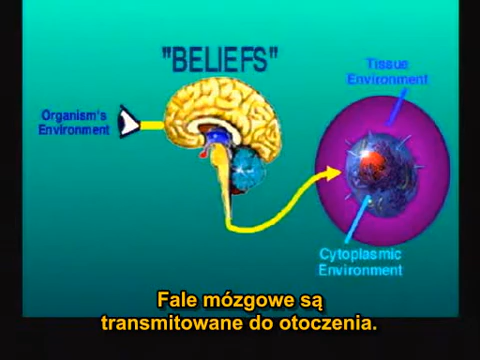 "BELIEFS"
Tissue
Environment
Organism's
Environment
Cytoplasmic
Environment
Fale mózgowe są
transmitowane do otoczenia.